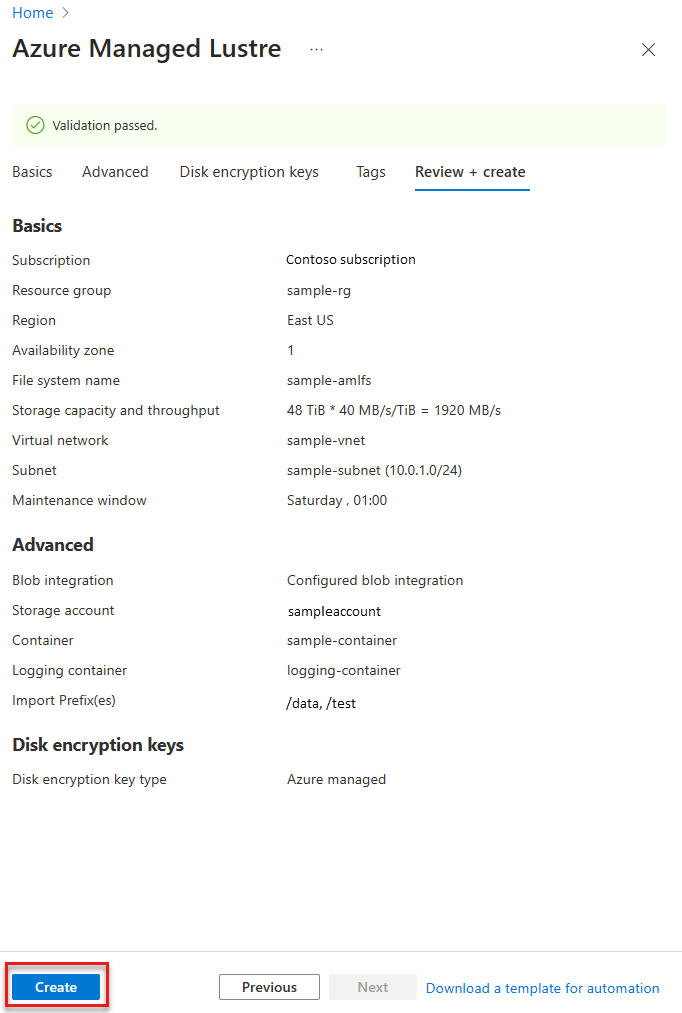 Home
Azure Managed Lustre ...
Validation passed.
Basics Advanced Disk encryption keys Tags Review + create
Basics
Subscription Contoso subscription
Resource group sample-rg
Region East US
Availability zone 1
File system name sample-amlfs
Storage capacity and throughput 48 TiB * 40 MB/s/TiB = 1920 MB/s
Virtual network sample-vnet
Subnet sample-subnet (10.0.1.0/24)
Maintenance window Saturday , 01:00
Advanced
Blob integration Configured blob integration
Storage account sampleaccount
Container sample-container
Logging container logging-container
Import Prefix(es) /data, /test
Disk encryption keys
Disk encryption key type Azure managed
Create Previous Next Download a template for automation